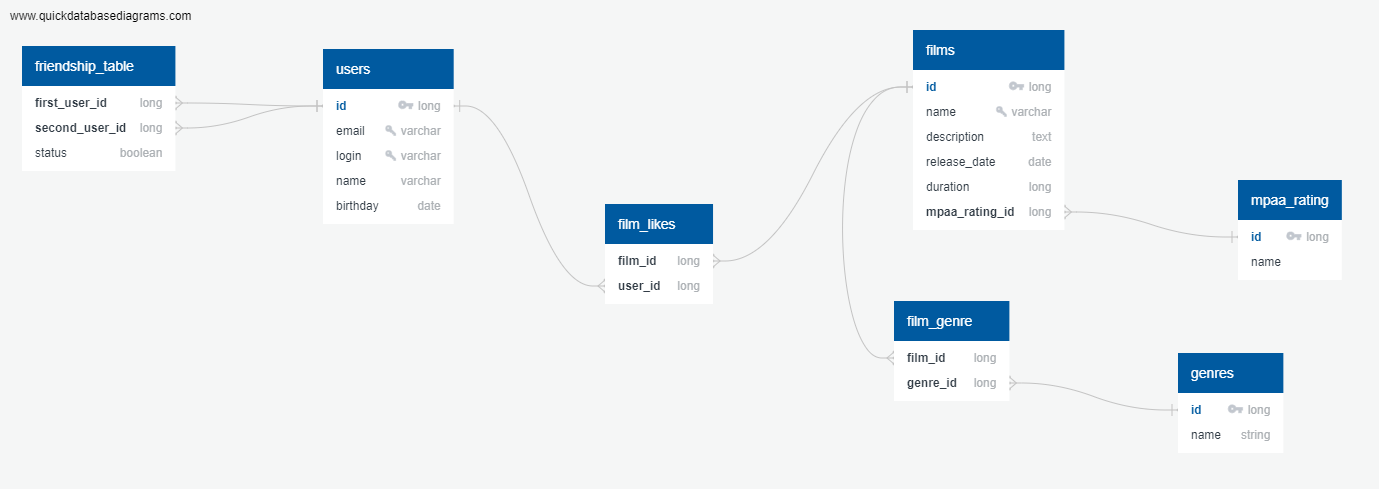 www.quickdatabasediagrams.com
friendship_table
first_user_id long
second_user_id long
status boolean
users
id long
email varchar
login varchar
name varchar
birthday date
film_likes
film_id long
user_id long
films
id long
name varchar
description text
release_date date
duration long
mpaa_rating_id long
mpaa_rating
id long
name
film_genre
film_id long
genre_id long
genres
id long
name string